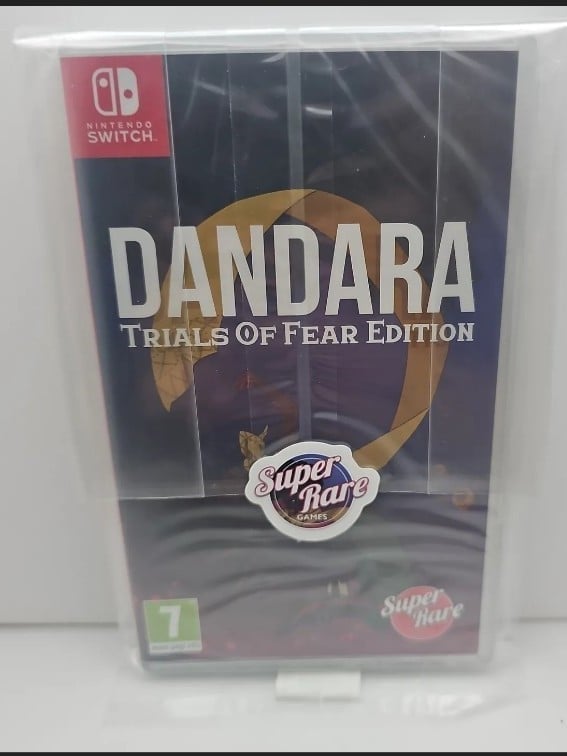 NINTENDO
SWITCH
DANDARA
TRIALS OF FEAR EDITION
Super
Rare
GAMES
7
Super
Rare